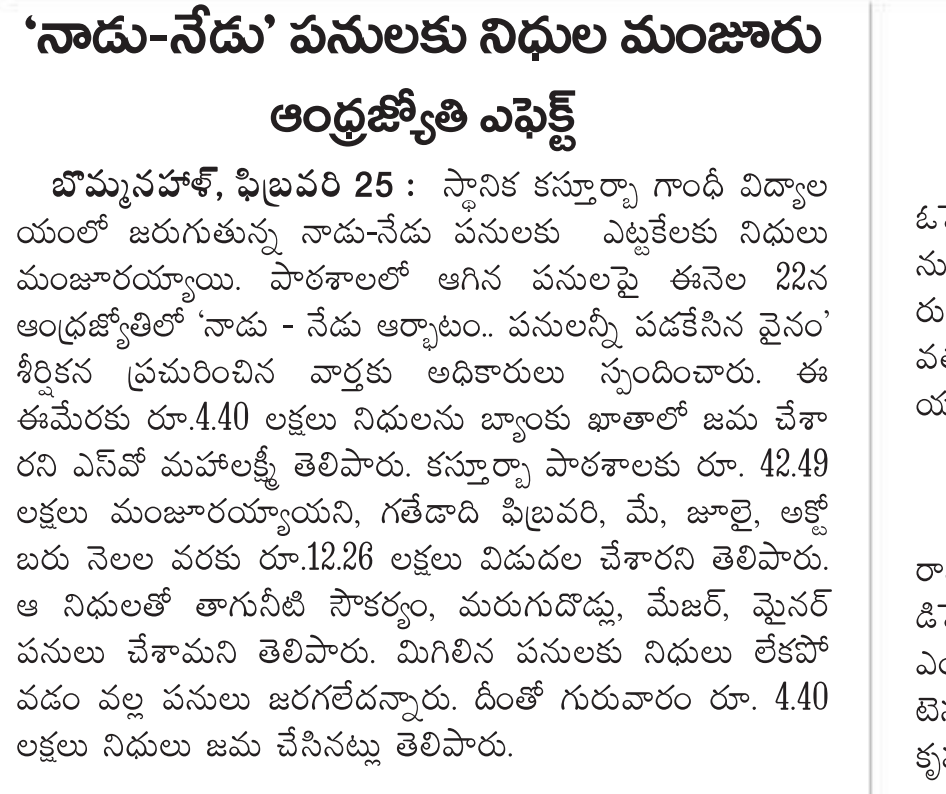 ‘నాడు-నేడు’ పనులకు నిధుల మంజూరు
ఆంధ్రజ్యోతి ఎఫెక్ట్
బొమ్మనహాళ్, ఫిబ్రవరి 25 : స్థానిక కస్తూర్బా గాంధీ విద్యాల
యంలో జరుగుతున్న నాడు-నేడు పనులకు ఎట్టకేలకు నిధులు
మంజూరయ్యాయి. పాఠశాలలో ఆగిన పనులపై ఈనెల 22న
ఆంధ్రజ్యోతిలో ‘నాడు - నేడు ఆర్భాటం.. పనులన్నీ పడకేసిన వైనం’
శీర్షికన ప్రచురించిన వార్తకు అధికారులు స్పందించారు. ఈ
ఈమేరకు రూ.4.40 లక్షలు నిధులను బ్యాంకు ఖాతాలో జమ చేశా
రని ఎస్‌వో మహాలక్ష్మీ తెలిపారు. కస్తూర్బా పాఠశాలకు రూ. 42.49
లక్షలు మంజూరయ్యాయని, గతేడాది ఫిబ్రవరి, మే, జూలై, అక్టో
బరు నెలల వరకు రూ.12.26 లక్షలు విడుదల చేశారని తెలిపారు.
ఆ నిధులతో తాగునీటి సౌకర్యం, మరుగుదొడ్లు, మేజర్, మైనర్
పనులు చేశామని తెలిపారు. మిగిలిన పనులకు నిధులు లేకపో
వడం వల్ల పనులు జరగలేదన్నారు. దీంతో గురువారం రూ. 4.40
లక్షలు నిధులు జమ చేసినట్లు తెలిపారు.